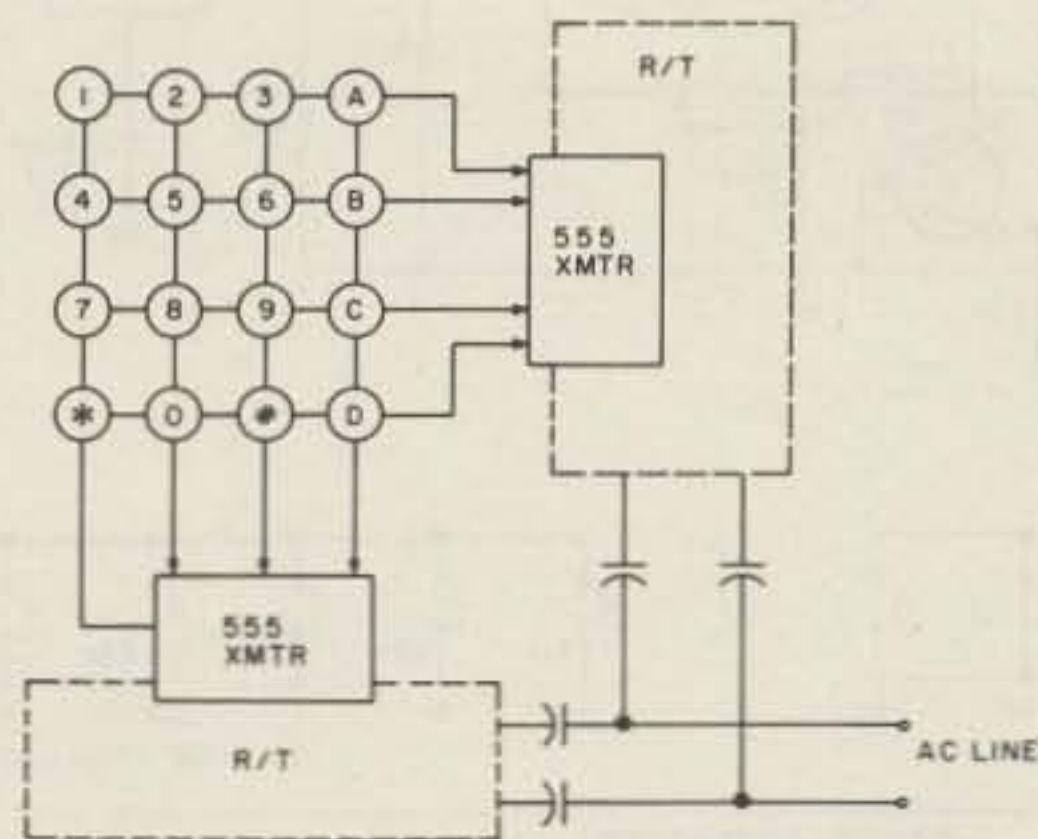 R/T
1 2 3 A
4 5 6 B
555
XMTR
7 8 9 C
* 0 # D
555
XMTR
R/T
AC LINE